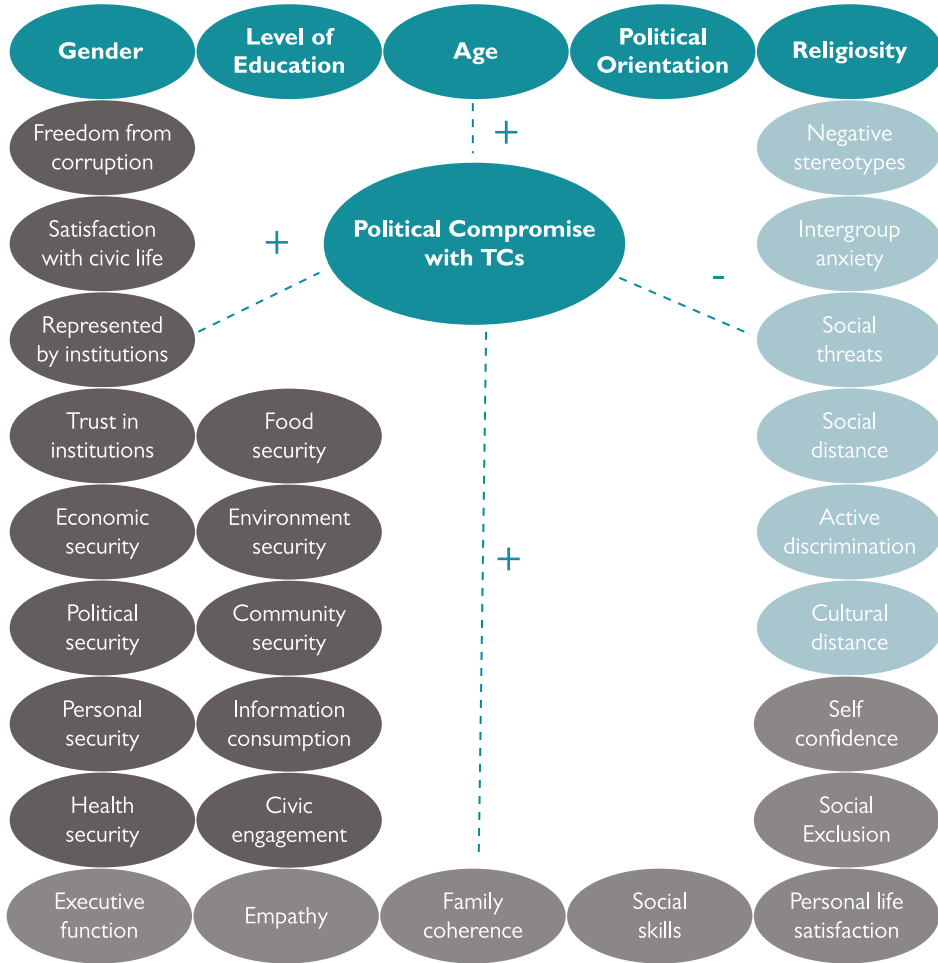 Gender
Level of
Education
Age
Political
Orientation
Religiosity
Freedom from
corruption
+
Negative
stereotypes
Satisfaction
with civic life
+
Political Compromise
with TCs
-
Intergroup
anxiety
Represented
by institutions
Social
threats
Trust in
institutions
Food
security
Social
distance
Economic
security
Environment
security
+
Active
discrimination
Political
security
Community
security
Cultural
distance
Personal
security
Information
consumption
Self
confidence
Health
security
Civic
engagement
Social
Exclusion
Executive
function
Empathy
Family
coherence
Social
skills
Personal life
satisfaction